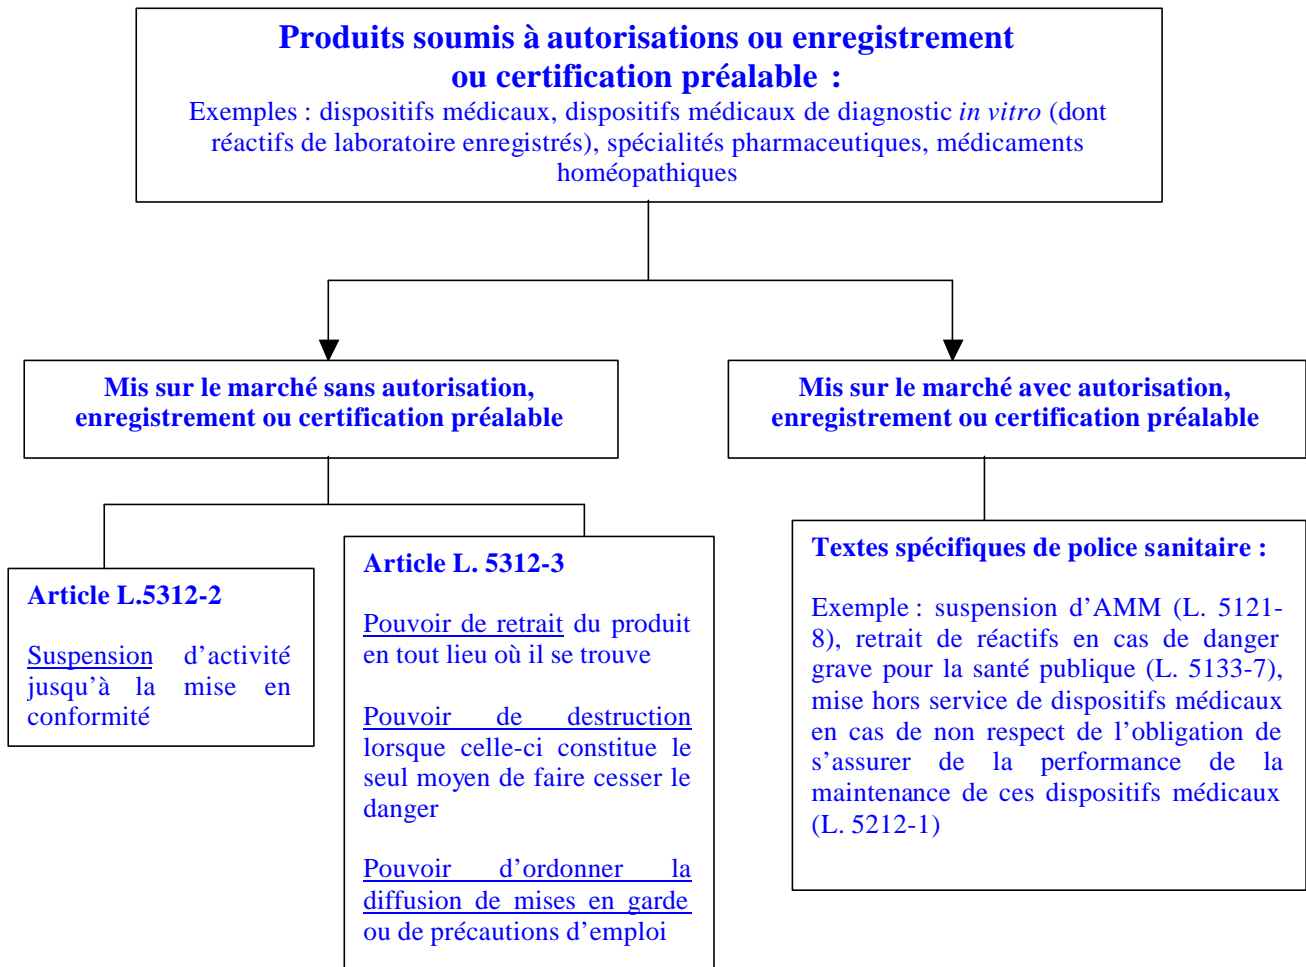 Produits soumis à autorisations ou enregistrement
ou certification préalable :
Exemples : dispositifs médicaux, dispositifs médicaux de diagnostic in vitro (dont
réactifs de laboratoire enregistrés), spécialités pharmaceutiques, médicaments
homéopathiques
Mis sur le marché sans autorisation,
enregistrement ou certification préalable
Mis sur le marché avec autorisation,
enregistrement ou certification préalable
Article L.5312-2
Suspension d’activité
jusqu’à la mise en
conformité
Article L. 5312-3
Pouvoir de retrait du produit
en tout lieu où il se trouve
Pouvoir de destruction
lorsque celle-ci constitue le
seul moyen de faire cesser le
danger
Pouvoir d’ordonner la
diffusion de mises en garde
ou de précautions d’emploi
Textes spécifiques de police sanitaire :
Exemple : suspension d’AMM (L. 5121-
8), retrait de réactifs en cas de danger
grave pour la santé publique (L. 5133-7),
mise hors service de dispositifs médicaux
en cas de non respect de l’obligation de
s’assurer de la performance de la
maintenance de ces dispositifs médicaux
(L. 5212-1)